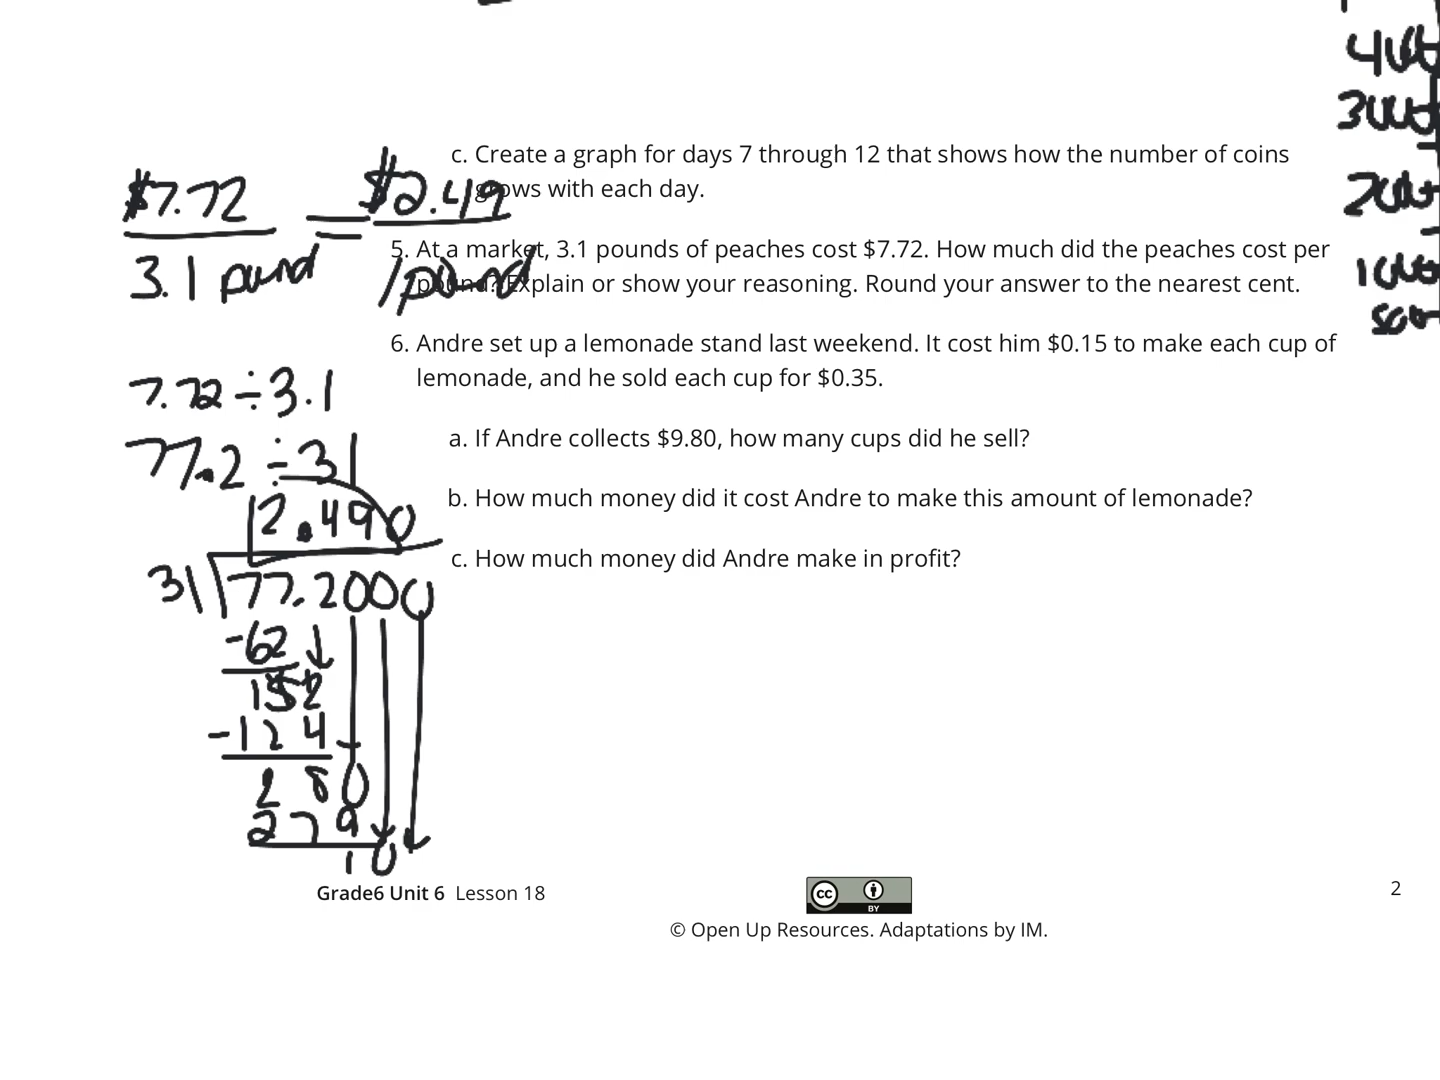 c. Create a graph for days 7 through 12 that shows how the number of coins
grows with each day.
$7.72 = $2.49
3.1 pound 1 pound
5. At a market, 3.1 pounds of peaches cost $7.72. How much did the peaches cost per
pound? Explain or show your reasoning. Round your answer to the nearest cent.
6. Andre set up a lemonade stand last weekend. It cost him $0.15 to make each cup of
lemonade, and he sold each cup for $0.35.
a. If Andre collects $9.80, how many cups did he sell?
b. How much money did it cost Andre to make this amount of lemonade?
c. How much money did Andre make in profit?
7.72 ÷ 3.1
77.2 ÷ 31
2.490
31 77.2000
-62
152
-124
280
279
10
400
300
200
100
Grade6 Unit 6 Lesson 18
cc
BY
2
© Open Up Resources. Adaptations by IM.